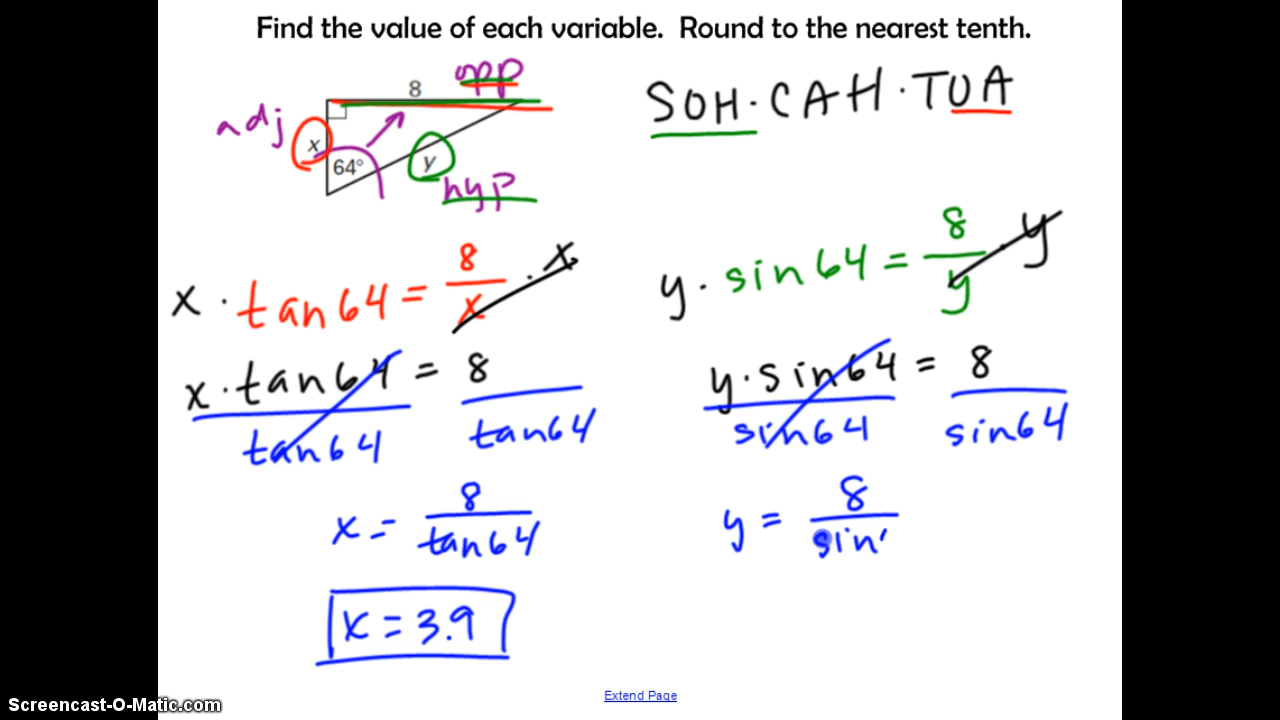 Find the value of each variable. Round to the nearest tenth.
8 opp
adj
x
64°
y
hyp
SOH·CAH·TOA
x · tan64 = 8/x · x
x · tan64 = 8
tan64 tan64
x = 8/tan64
x = 3.9
y · sin64 = 8/y · y
y · sin64 = 8
sin64 sin64
y = 8/sin'
Extend Page
Screencast-O-Matic.com